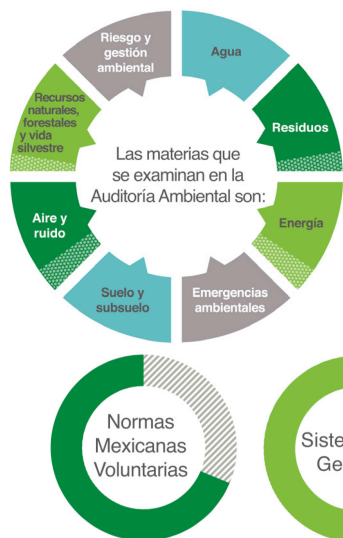 Riesgo y
gestión
ambiental
Agua
Recursos
naturales,
forestales
y vida
silvestre
Residuos
Las materias que
se examinan en la
Auditoría Ambiental son:
Aire y
ruido
Energía
Suelo y
subsuelo
Emergencias
ambientales
Normas
Mexicanas
Voluntarias